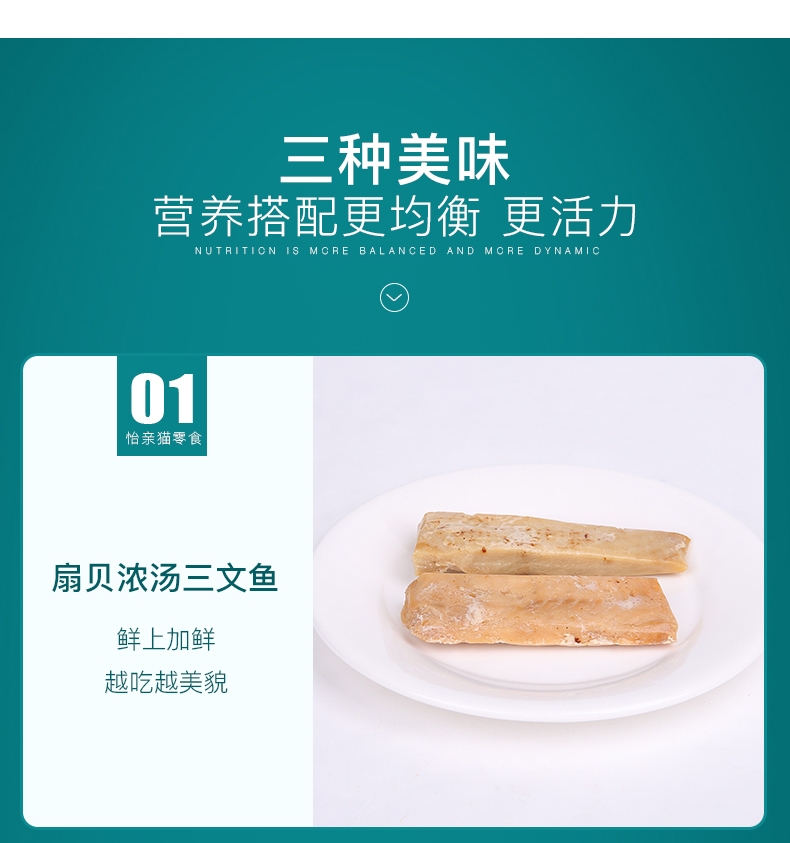 三种美味
营养搭配更均衡 更活力
NUTRITION IS MORE BALANCED AND MORE DYNAMIC
01
怡亲猫零食
扇贝浓汤三文鱼
鲜上加鲜
越吃越美貌